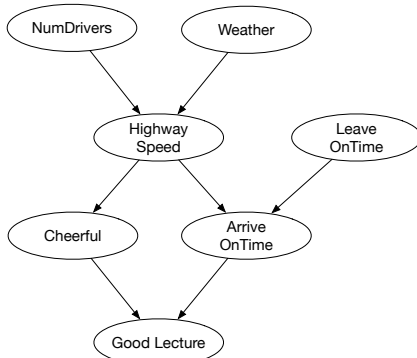 NumDrivers
Weather
Highway
Speed
Leave
OnTime
Cheerful
Arrive
OnTime
Good Lecture